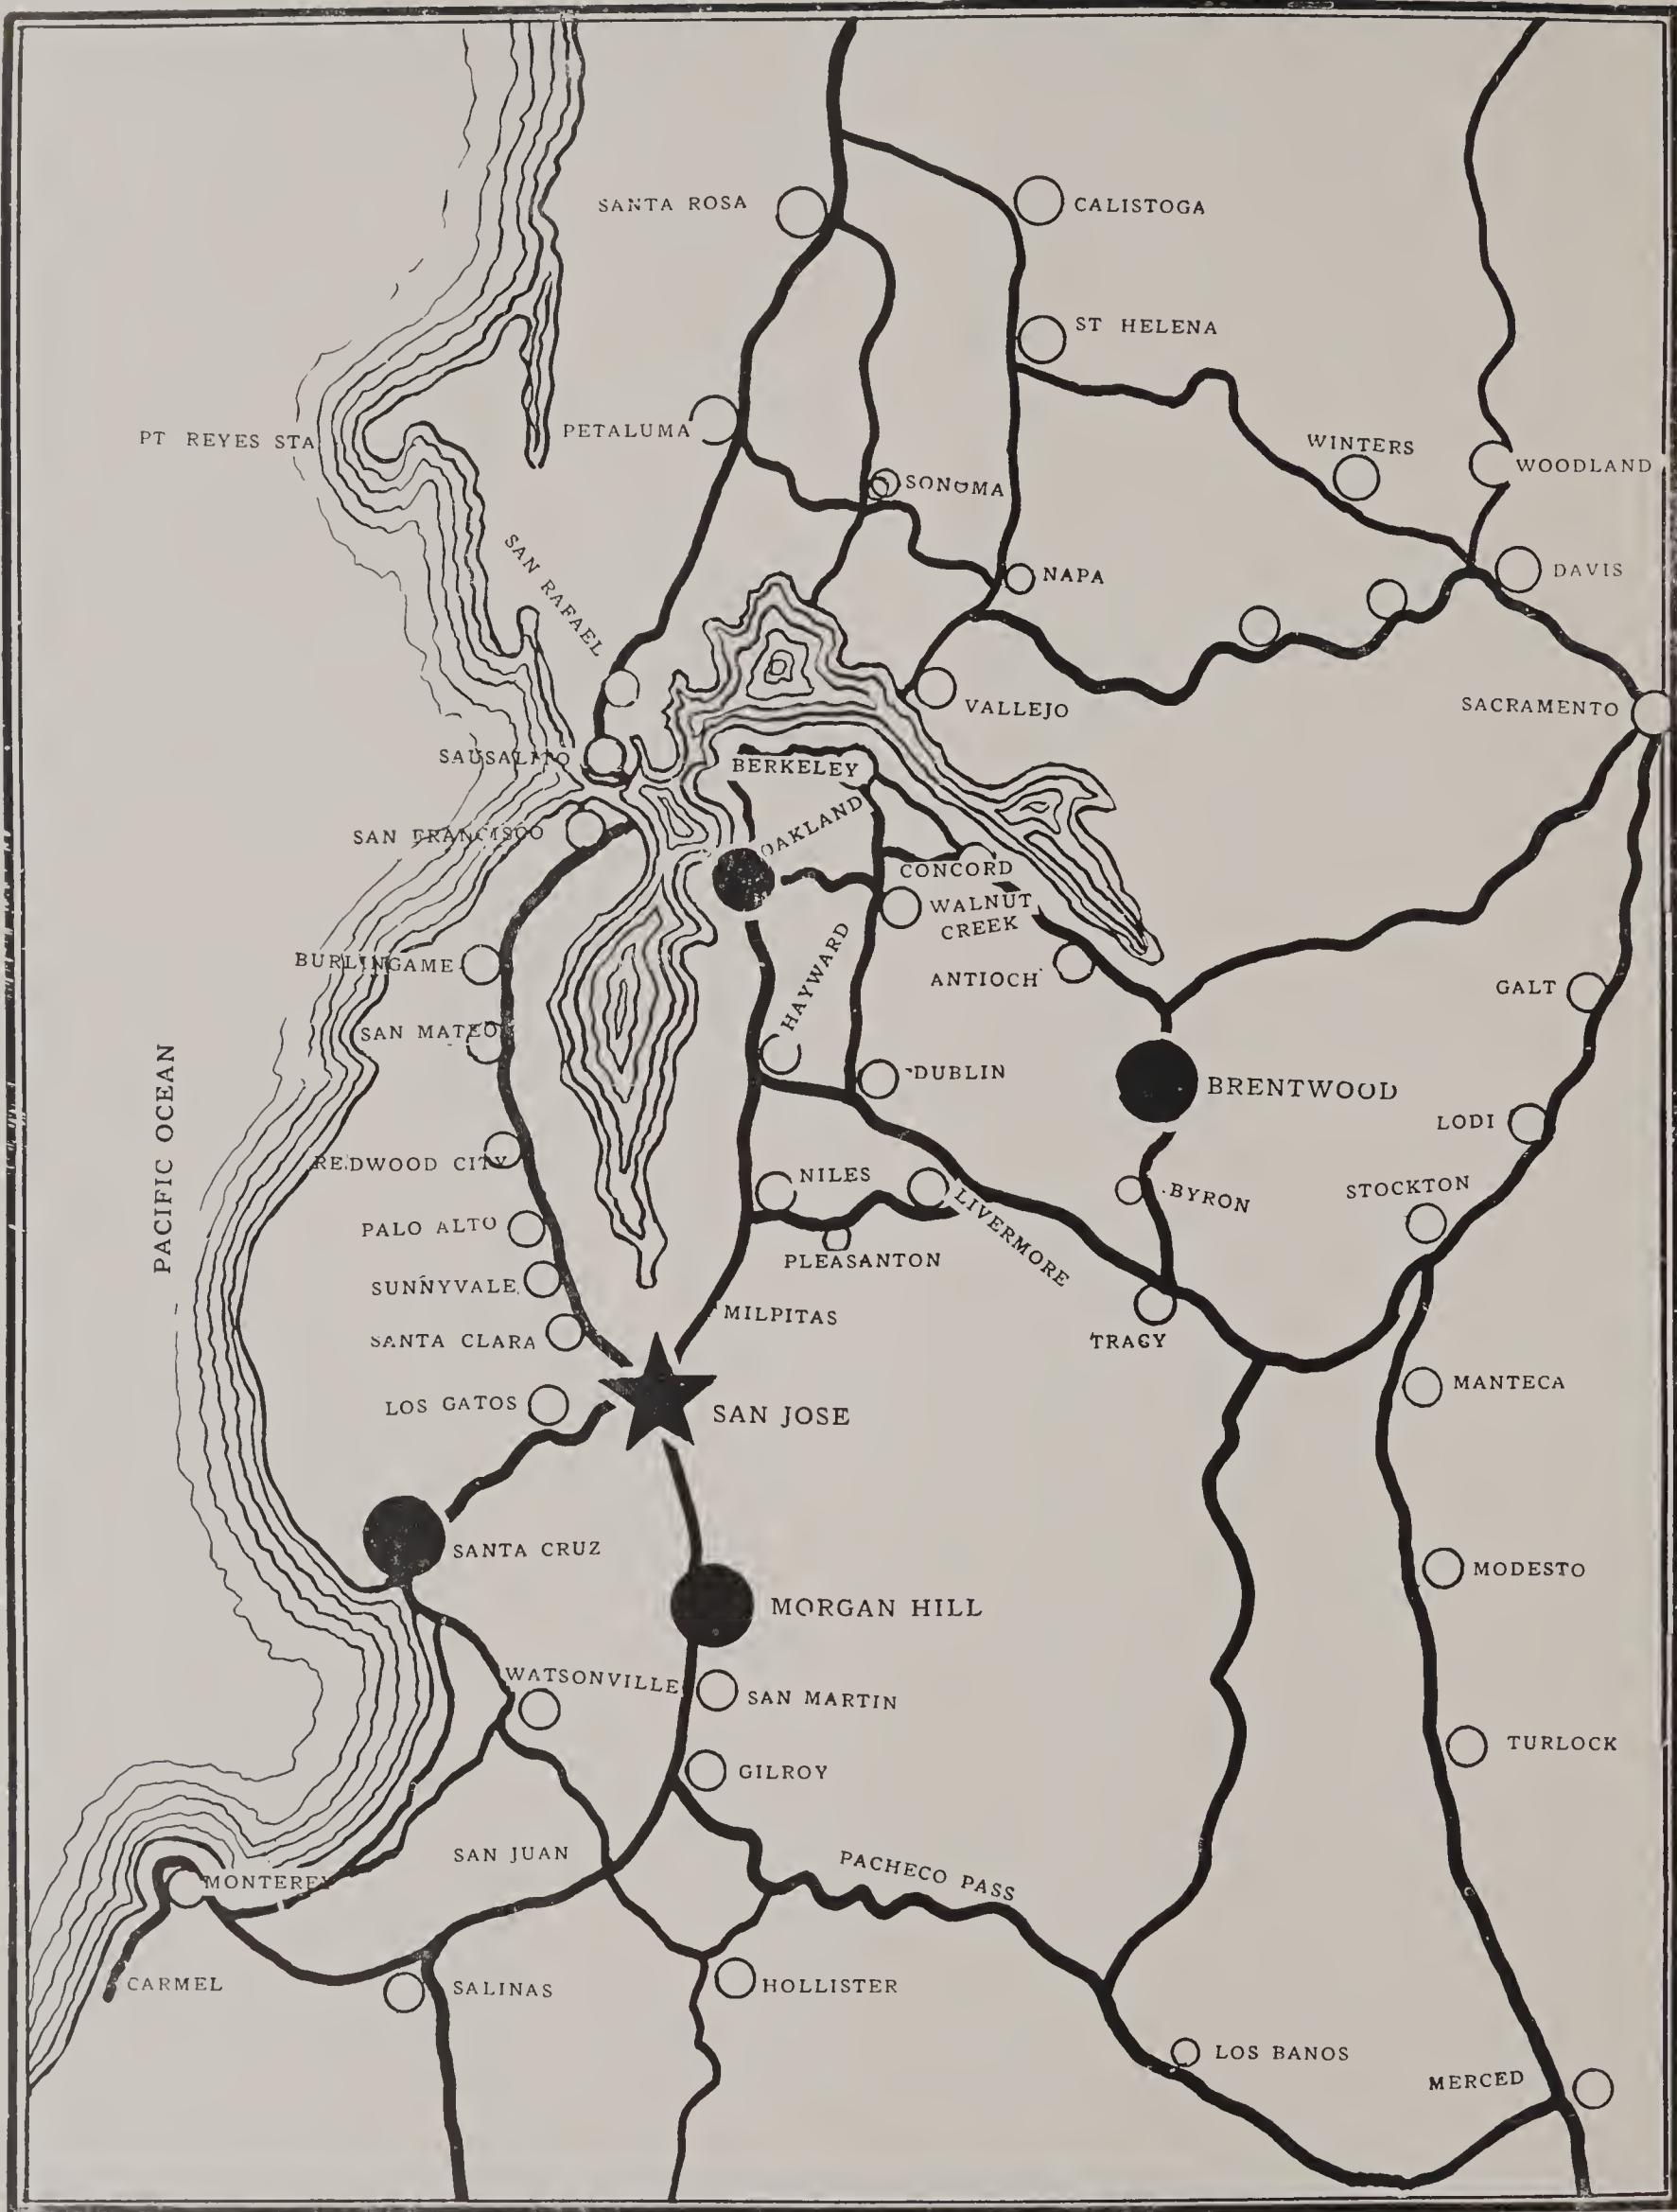 SANTA ROSA
CALISTOGA
ST HELENA
PT REYES STA
PETALUMA
WINTERS
WOODLAND
SONOMA
SAN RAFAEL
NAPA
DAVIS
VALLEJO
SACRAMENTO
SAUSALITO
BERKELEY
SAN FRANCISCO
OAKLAND
CONCORD
WALNUT
CREEK
BURLINGAME
HAYWARD
ANTIOCH
GALT
SAN MATEO
DUBLIN
BRENTWOOD
PACIFIC OCEAN
LODI
REDWOOD CITY
NILES
LIVERMORE
BYRON
STOCKTON
PALO ALTO
PLEASANTON
SUNNYVALE
MILPITAS
SANTA CLARA
TRACY
MANTECA
LOS GATOS
SAN JOSE
SANTA CRUZ
MODESTO
MORGAN HILL
WATSONVILLE
SAN MARTIN
TURLOCK
GILROY
SAN JUAN
PACHECO PASS
MONTEREY
CARMEL
SALINAS
HOLLISTER
LOS BANOS
MERCED